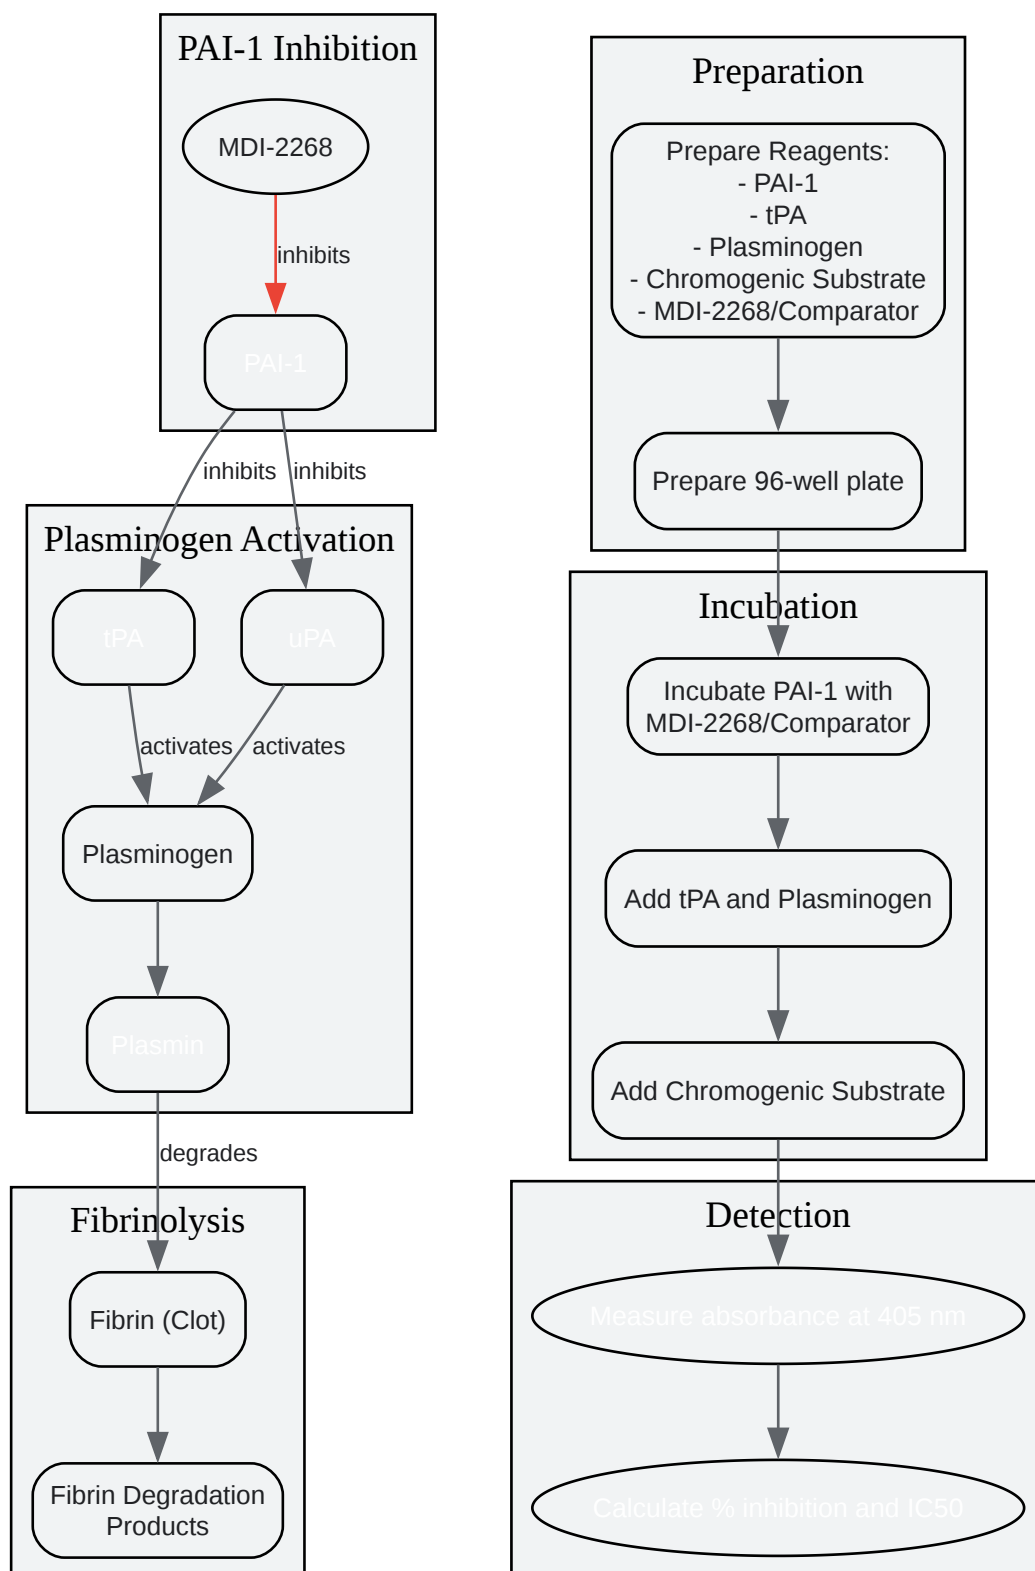 PAI-1 Inhibition
MDI-2268
inhibits
PAI-1
inhibits
inhibits
Plasminogen Activation
tPA
uPA
activates
activates
Plasminogen
Plasmin
degrades
Fibrinolysis
Fibrin (Clot)
Fibrin Degradation
Products
Preparation
Prepare Reagents:
- PAI-1
- tPA
- Plasminogen
- Chromogenic Substrate
- MDI-2268/Comparator
Prepare 96-well plate
Incubation
Incubate PAI-1 with
MDI-2268/Comparator
Add tPA and Plasminogen
Add Chromogenic Substrate
Detection
Measure absorbance at 405 nm
Calculate % inhibition and IC50